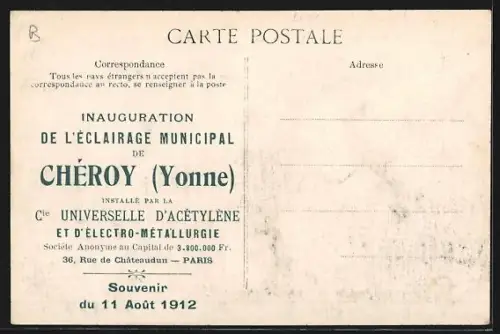 B
CARTE POSTALE
Correspondance
Tous les pays étrangers n'acceptent pas la
correspondance au recto, se renseigner à la poste
Adresse
INAUGURATION
DE L'ÉCLAIRAGE MUNICIPAL
DE
CHÉROY (Yonne)
INSTALLÉ PAR LA
Cie UNIVERSELLE D'ACÉTYLÈNE
ET D'ÉLECTRO-MÉTALLURGIE
Société Anonyme au Capital de 3.000.000 Fr.
36, Rue de Châteaudun — PARIS
Souvenir
du 11 Août 1912